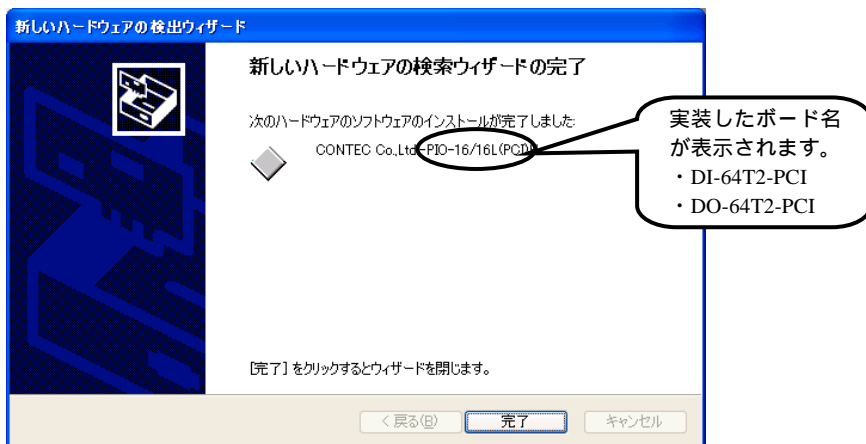 新しいハードウェアの検出ウィザード
新しいハードウェアの検索ウィザードの完了
次のハードウェアのソフトウェアのインストールが完了しました:
CONTEC Co.,Ltd-PIO-16/16L(PCI)
実装したボード名
が表示されます。
・DI-64T2-PCI
・DO-64T2-PCI
[完了] をクリックするとウィザードを閉じます。
< 戻る(B)
完了
キャンセル